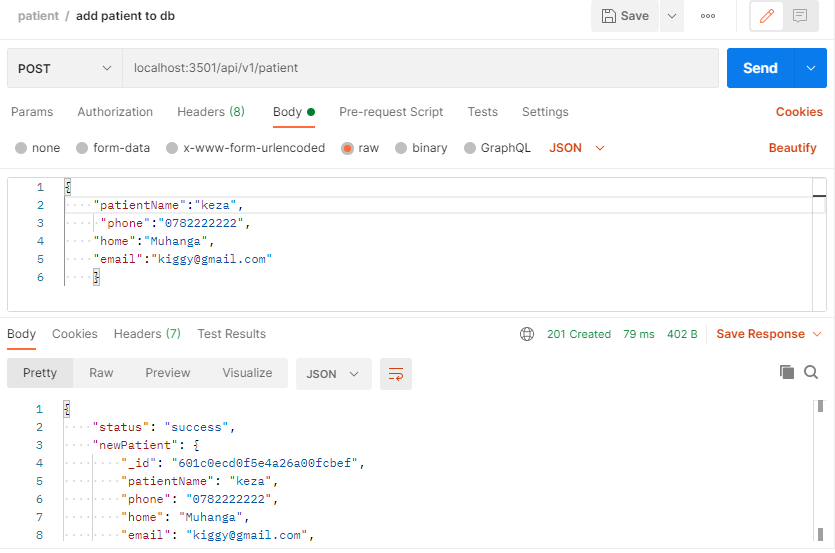 patient / add patient to db
Save
POST
localhost:3501/api/v1/patient
Send
Params Authorization Headers (8) Body Pre-request Script Tests Settings Cookies
none form-data x-www-form-urlencoded raw binary GraphQL JSON Beautify
1 {
2 "patientName":"keza",
3 "phone":"0782222222",
4 "home":"Muhanga",
5 "email":"kiggy@gmail.com"
6 }
Body Cookies Headers (7) Test Results 201 Created 79 ms 402 B Save Response
Pretty Raw Preview Visualize JSON
1 {
2 "status": "success",
3 "newPatient": {
4 "_id": "601c0ecd0f5e4a26a00fcbef",
5 "patientName": "keza",
6 "phone": "0782222222",
7 "home": "Muhanga",
8 "email": "kiggy@gmail.com",